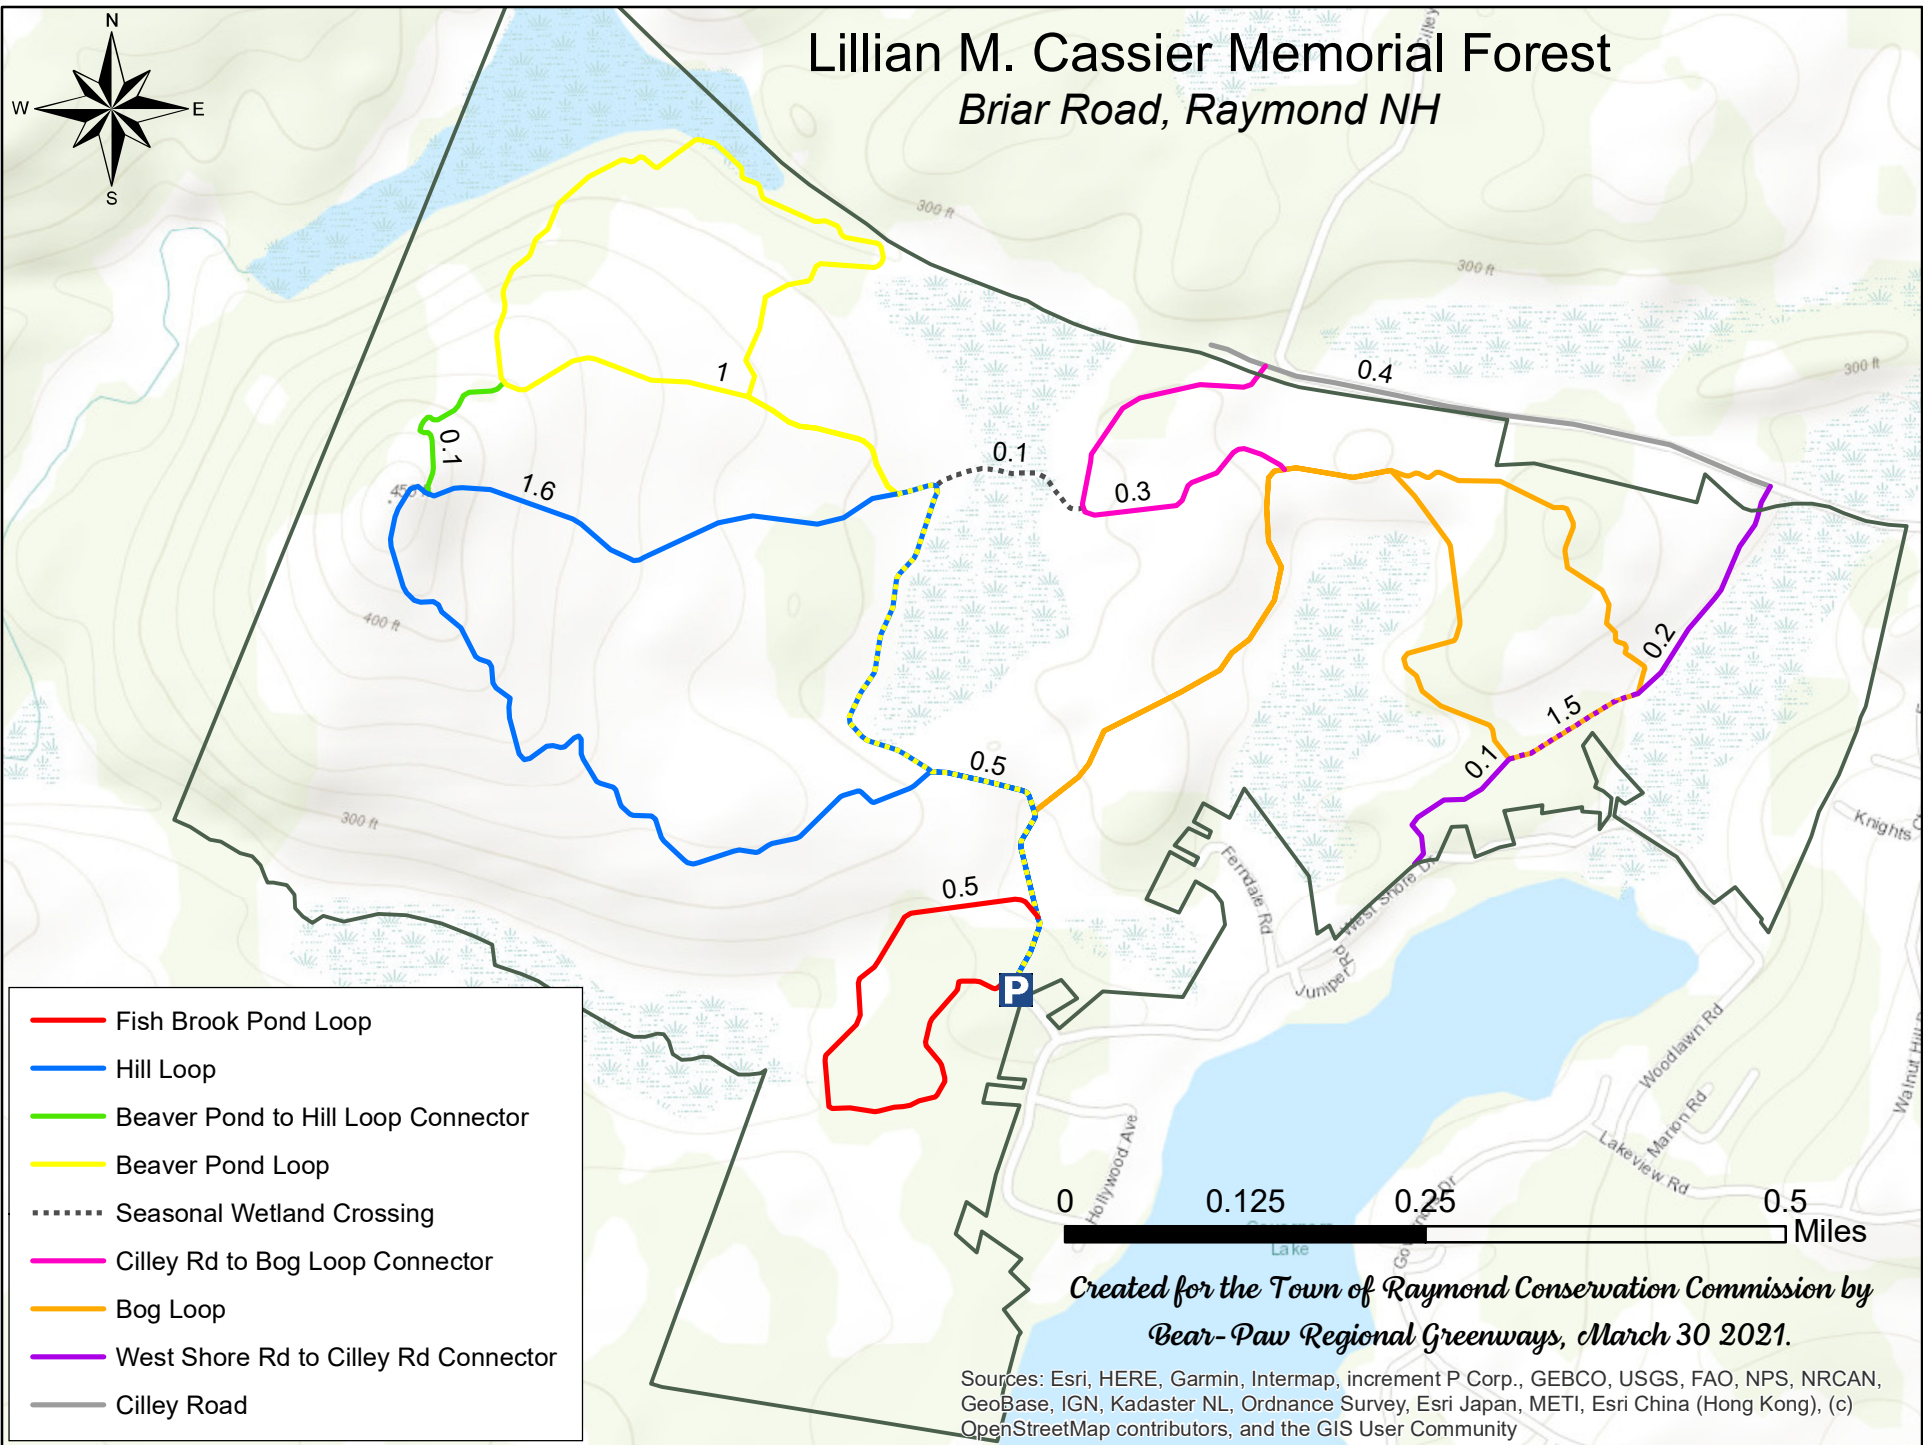 N
W E
S
Lillian M. Cassier Memorial Forest
Briar Road, Raymond NH
Cilley
300 ft
300 ft
300 ft
0.4
1
0.1
1.6
0.1
0.3
400 ft
0.2
1.5
0.1
0.5
300 ft
0.5
Knights
Ferndale Rd
West Shore Dr
Juniper Rd
P
Woodlawn Rd
Marion Rd
Lakeview Rd
Hollywood Ave
Walnut Hill
Fish Brook Pond Loop
Hill Loop
Beaver Pond to Hill Loop Connector
Beaver Pond Loop
Seasonal Wetland Crossing
Cilley Rd to Bog Loop Connector
Bog Loop
West Shore Rd to Cilley Rd Connector
Cilley Road
0 0.125 0.25 0.5
Miles
Lake
Created for the Town of Raymond Conservation Commission by
Bear-Paw Regional Greenways, March 30 2021.
Sources: Esri, HERE, Garmin, Intermap, increment P Corp., GEBCO, USGS, FAO, NPS, NRCAN,
GeoBase, IGN, Kadaster NL, Ordnance Survey, Esri Japan, METI, Esri China (Hong Kong), (c)
OpenStreetMap contributors, and the GIS User Community